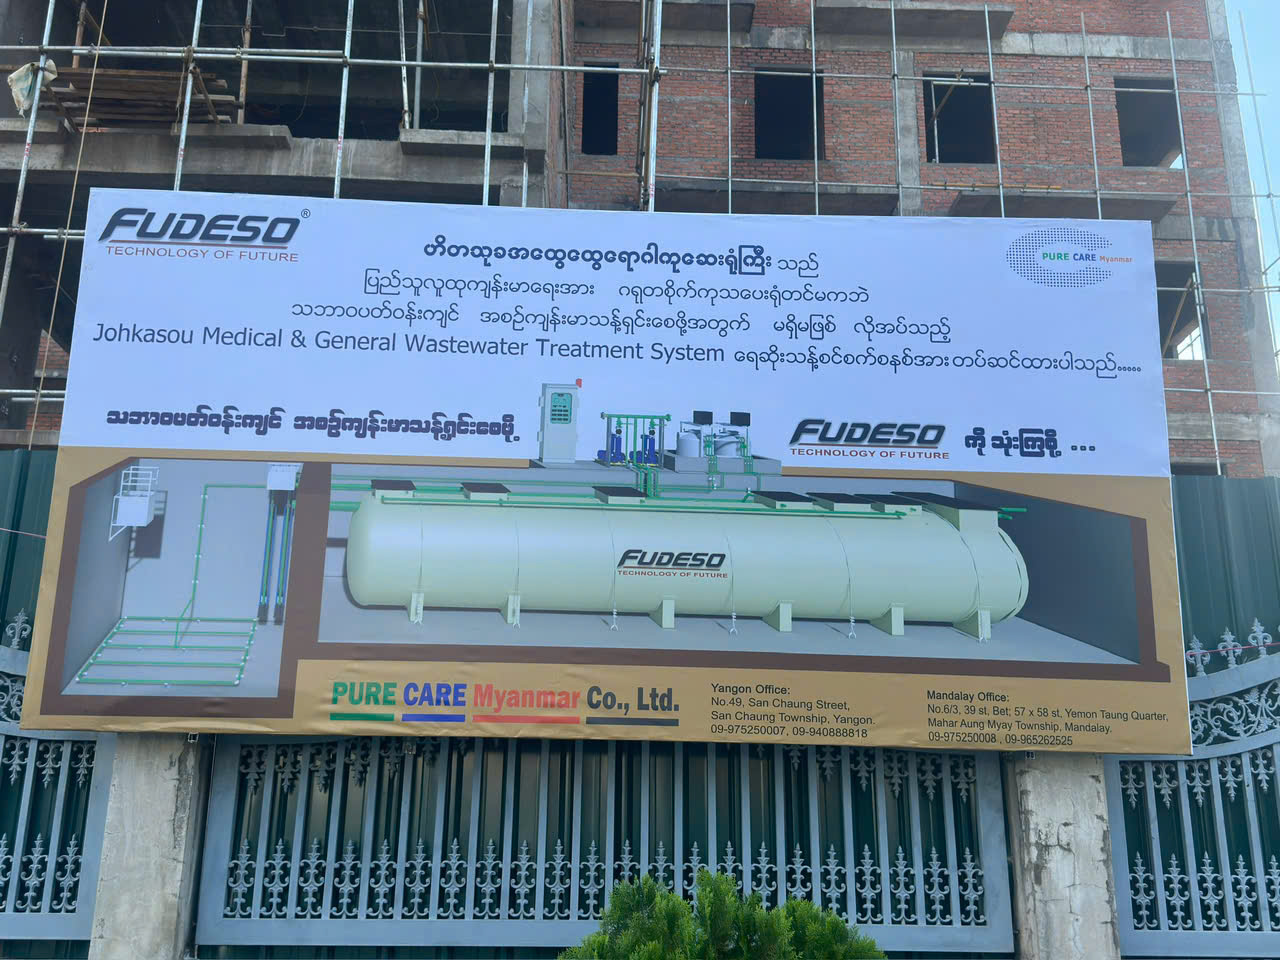 FUDESO®
TECHNOLOGY OF FUTURE
PURE CARE Myanmar
ဟိတသုခအထွေထွေရောဂါကုဆေးရုံကြီး သည်
ပြည်သူလူထုကျန်းမာရေးအား ဂရုတစိုက်ကုသပေးရုံတင်မကဘဲ
သဘာဝပတ်ဝန်းကျင် အစဉ်ကျန်းမာသန့်ရှင်းစေဖို့အတွက် မရှိမဖြစ် လိုအပ်သည့်
Johkasou Medical & General Wastewater Treatment System ရေဆိုးသန့်စင်စက်စနစ်အား တပ်ဆင်ထားပါသည်.....
သဘာဝပတ်ဝန်းကျင် အစဉ်ကျန်းမာသန့်ရှင်းစေဖို့
FUDESO
TECHNOLOGY OF FUTURE
ကို သုံးကြစို့ ...
FUDESO
TECHNOLOGY OF FUTURE
PURE CARE Myanmar Co., Ltd.
Yangon Office:
No.49, San Chaung Street,
San Chaung Township, Yangon.
09-975250007, 09-940888818
Mandalay Office:
No.6/3, 39 st, Bet; 57 x 58 st, Yemon Taung Quarter,
Mahar Aung Myay Township, Mandalay.
09-975250008 , 09-965262525